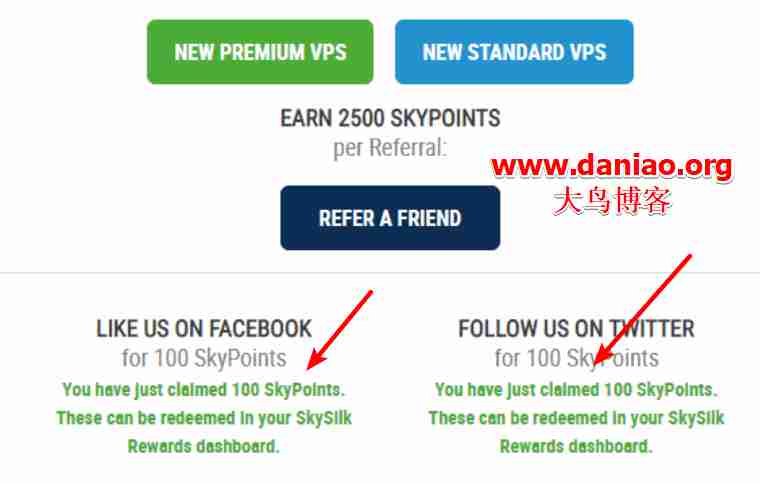 NEW PREMIUM VPS
NEW STANDARD VPS
EARN 2500 SKYPOINTS
per Referral:
www.daniao.org
大鸟博客
REFER A FRIEND
LIKE US ON FACEBOOK
for 100 SkyPoints
You have just claimed 100 SkyPoints.
These can be redeemed in your SkySilk
Rewards dashboard.
FOLLOW US ON TWITTER
for 100 SkyPoints
You have just claimed 100 SkyPoints.
These can be redeemed in your SkySilk
Rewards dashboard.